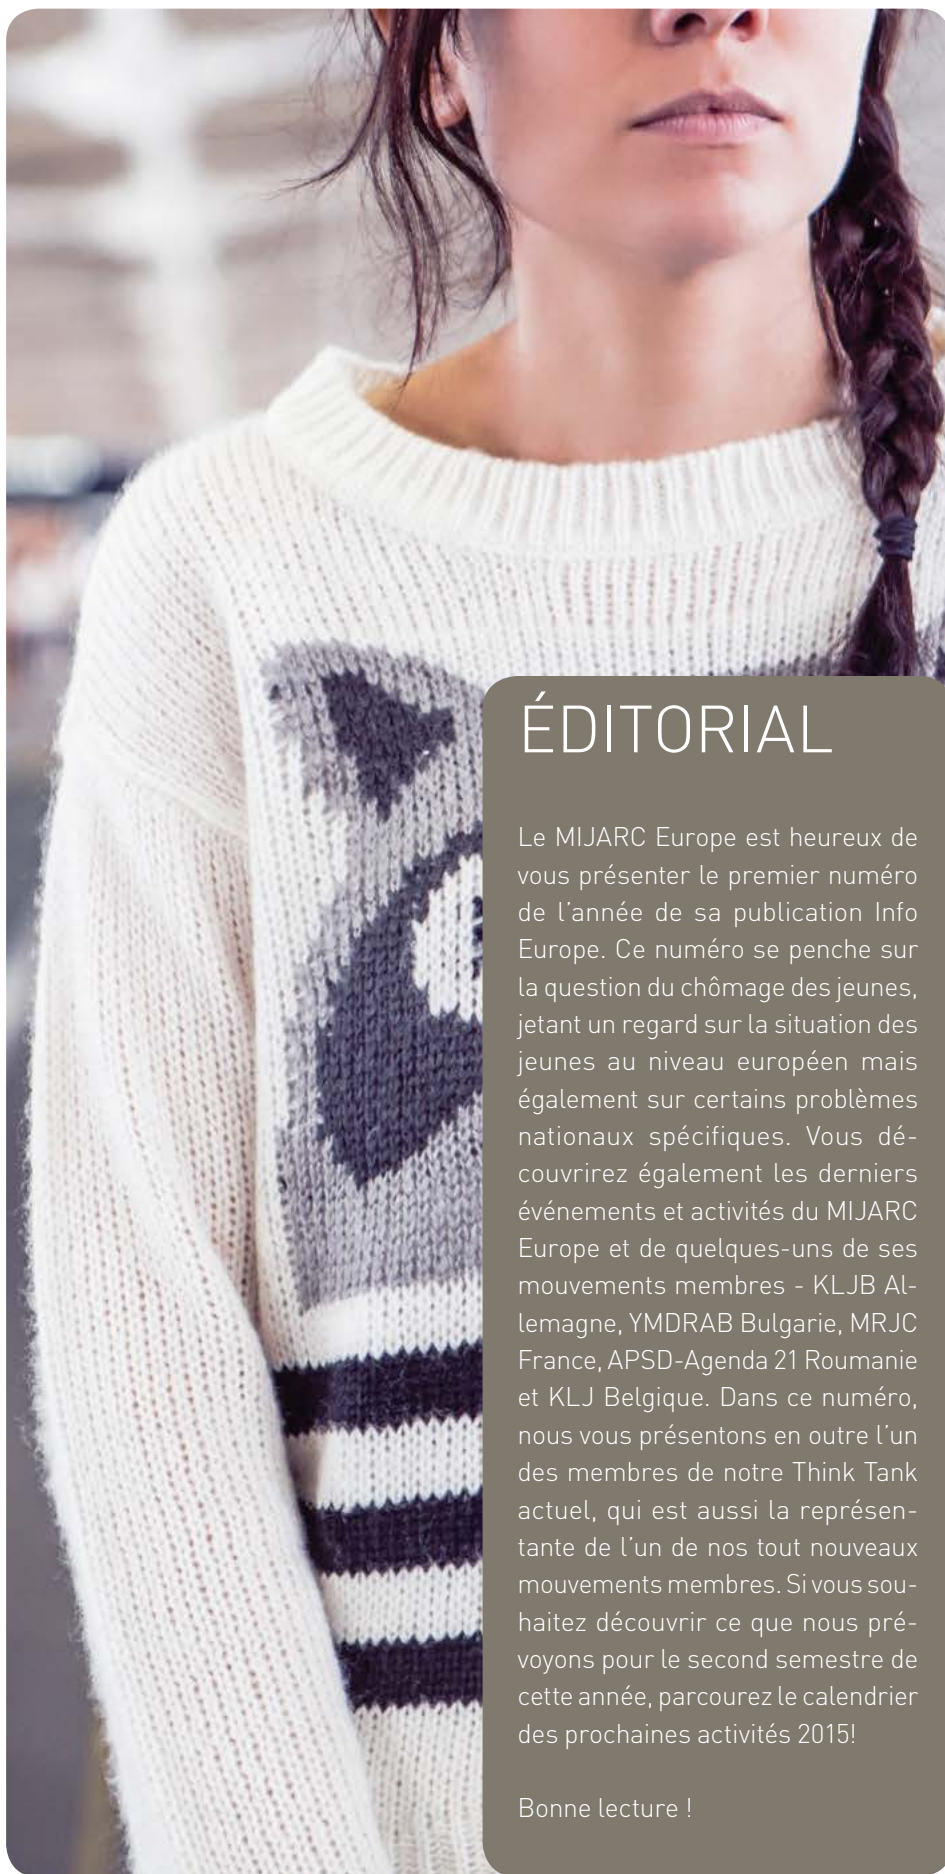 ÉDITORIAL
Le MIJARC Europe est heureux de
vous présenter le premier numéro
de l'année de sa publication Info
Europe. Ce numéro se penche sur
la question du chômage des jeunes,
jetant un regard sur la situation des
jeunes au niveau européen mais
également sur certains problèmes
nationaux spécifiques. Vous dé-
couvrirez également les derniers
événements et activités du MIJARC
Europe et de quelques-uns de ses
mouvements membres - KLJB Al-
lemagne, YMDRAB Bulgarie, MRJC
France, APSD-Agenda 21 Roumanie
et KLJ Belgique. Dans ce numéro,
nous vous présentons en outre l'un
des membres de notre Think Tank
actuel, qui est aussi la représen-
tante de l'un de nos tout nouveaux
mouvements membres. Si vous sou-
haitez découvrir ce que nous pré-
voyons pour le second semestre de
cette année, parcourez le calendrier
des prochaines activités 2015!
Bonne lecture !